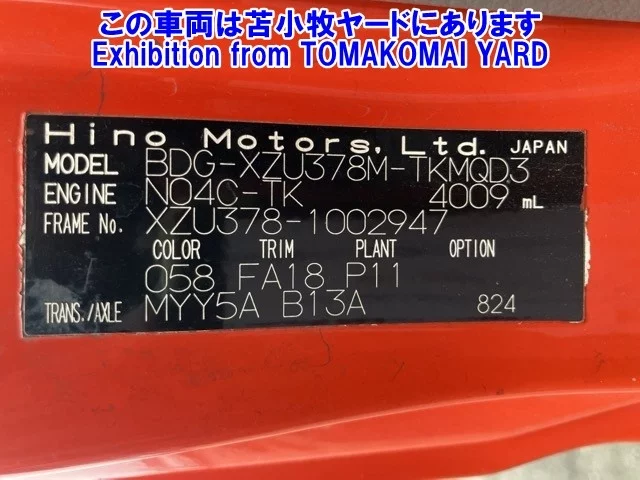 この車両は苫小牧ヤードにあります
Exhibition from TOMAKOMAI YARD
Hino Motors, Ltd. JAPAN
MODEL BDG-XZU378M-TKMQD3
ENGINE N04C-TK 4009 mL
FRAME No. XZU378-1002947
COLOR TRIM PLANT OPTION
058 FA18 P11
TRANS./AXLE MYY5A B13A 824